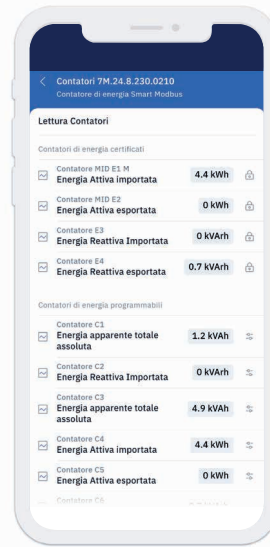 Contatori 7M.24.8.230.0210
Contatore di energia Smart Modbus
Lettura Contatori
Contatori di energia certificati
Contatore MID E1 M
Energia Attiva importata
4.4 kWh
Contatore MID E2
Energia Attiva esportata
0 kWh
Contatore E3
Energia Reattiva Importata
0 kVArh
Contatore E4
Energia Reattiva esportata
0.7 kVArh
Contatori di energia programmabili
Contatore C1
Energia apparente totale
assoluta
1.2 kVAh
Contatore C2
Energia Reattiva Importata
0 kVArh
Contatore C3
Energia apparente totale
assoluta
4.9 kVAh
Contatore C4
Energia Attiva importata
4.4 kWh
Contatore C5
Energia Attiva esportata
0 kWh
Contatore C6